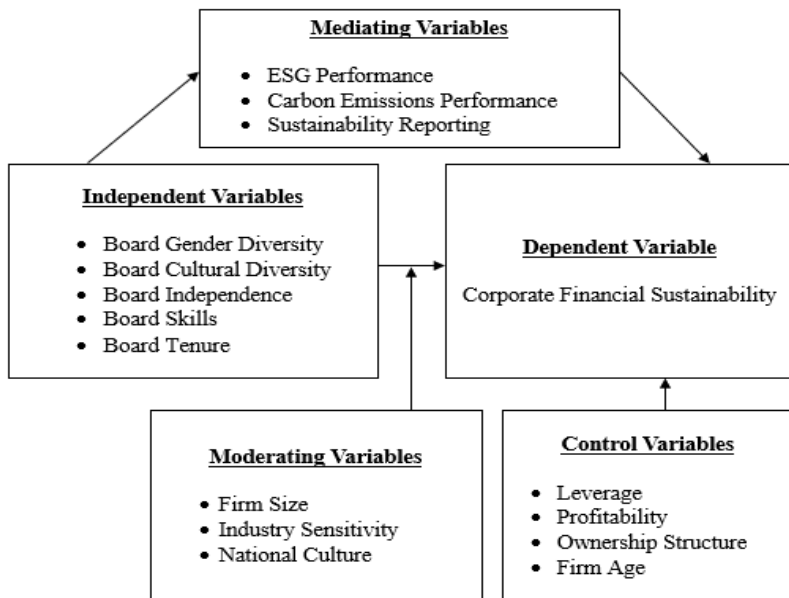 Mediating Variables
• ESG Performance
• Carbon Emissions Performance
• Sustainability Reporting
Independent Variables
• Board Gender Diversity
• Board Cultural Diversity
• Board Independence
• Board Skills
• Board Tenure
Dependent Variable
Corporate Financial Sustainability
Moderating Variables
• Firm Size
• Industry Sensitivity
• National Culture
Control Variables
• Leverage
• Profitability
• Ownership Structure
• Firm Age